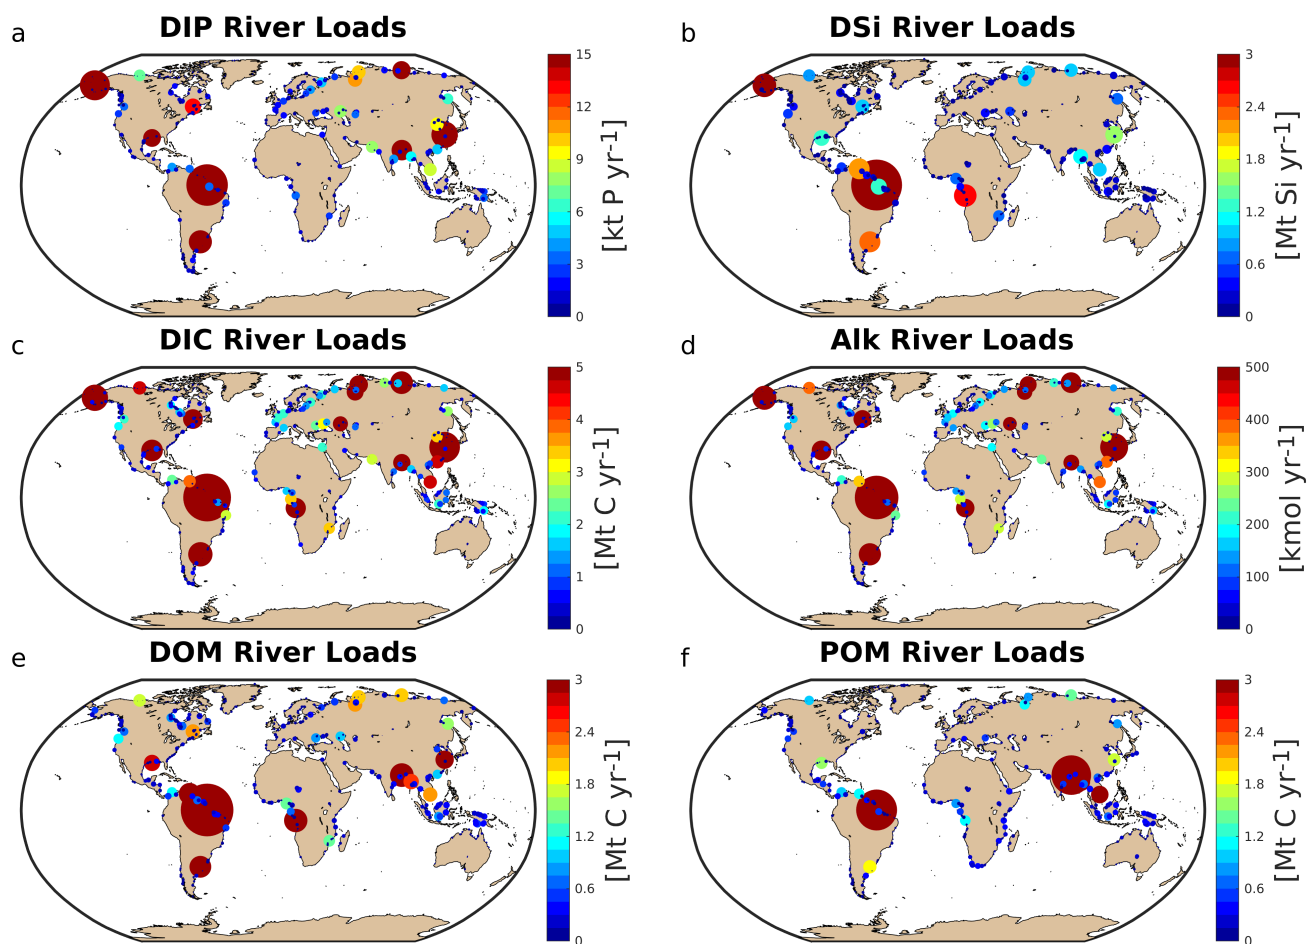 a
DIP River Loads
15
12
9
6
3
0
[kt P yr-1]
b
DSi River Loads
3
2.4
1.8
1.2
0.6
0
[Mt Si yr-1]
c
DIC River Loads
5
4
3
2
1
0
[Mt C yr-1]
d
Alk River Loads
500
400
300
200
100
0
[kmol yr-1]
e
DOM River Loads
3
2.4
1.8
1.2
0.6
0
[Mt C yr-1]
f
POM River Loads
3
2.4
1.8
1.2
0.6
0
[Mt C yr-1]